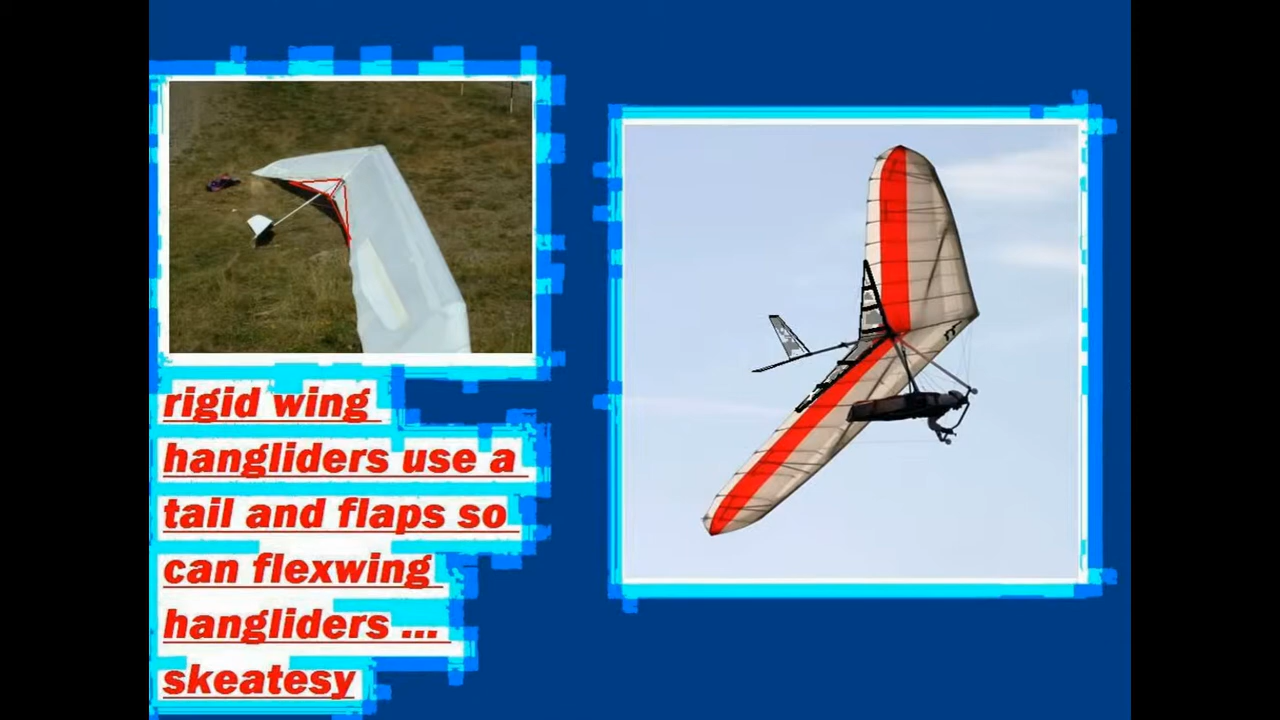 rigid wing
hangliders use a
tail and flaps so
can flexwing
hangliders ...
skeatesy